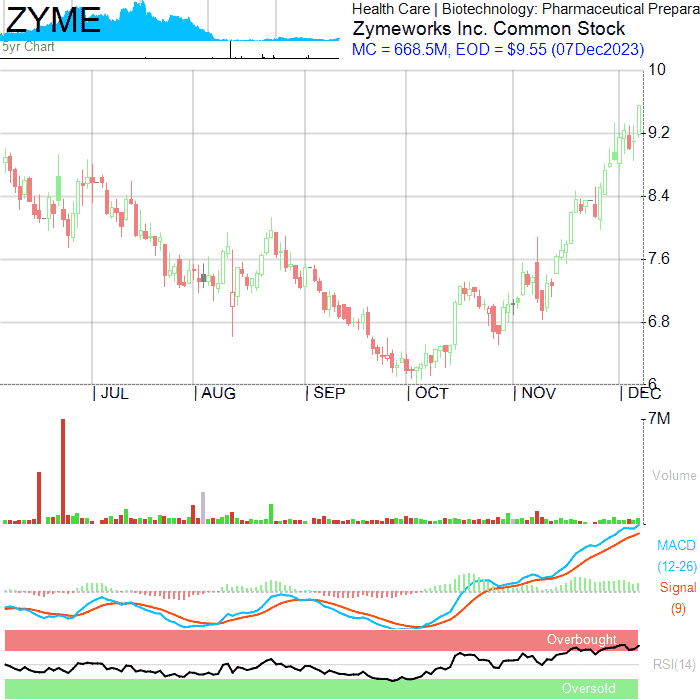 ZYME
5yr Chart
Health Care | Biotechnology: Pharmaceutical Prepara
Zymeworks Inc. Common Stock
MC = 668.5M, EOD = $9.55 (07Dec2023)
10
9.2
8.4
7.6
6.8
6
JUL
AUG
SEP
OCT
NOV
DEC
7M
Volume
MACD
(12-26)
Signal
(9)
Overbought
RSI(14)
Oversold